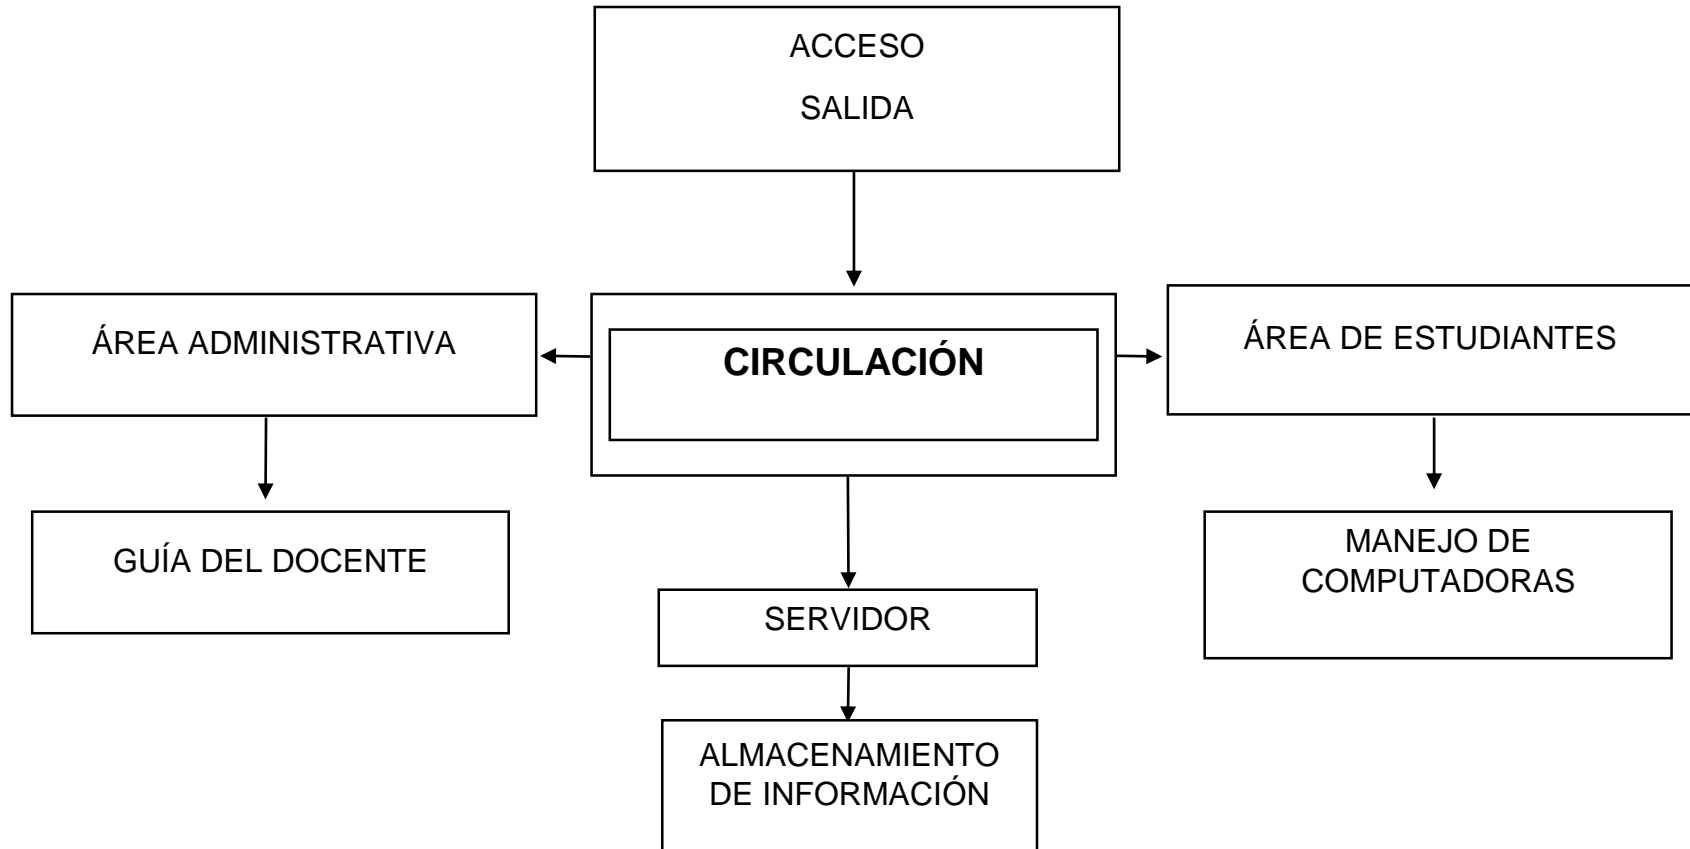 ACCESO
SALIDA
ÁREA ADMINISTRATIVA
CIRCULACIÓN
ÁREA DE ESTUDIANTES
GUÍA DEL DOCENTE
MANEJO DE
COMPUTADORAS
SERVIDOR
ALMACENAMIENTO
DE INFORMACIÓN